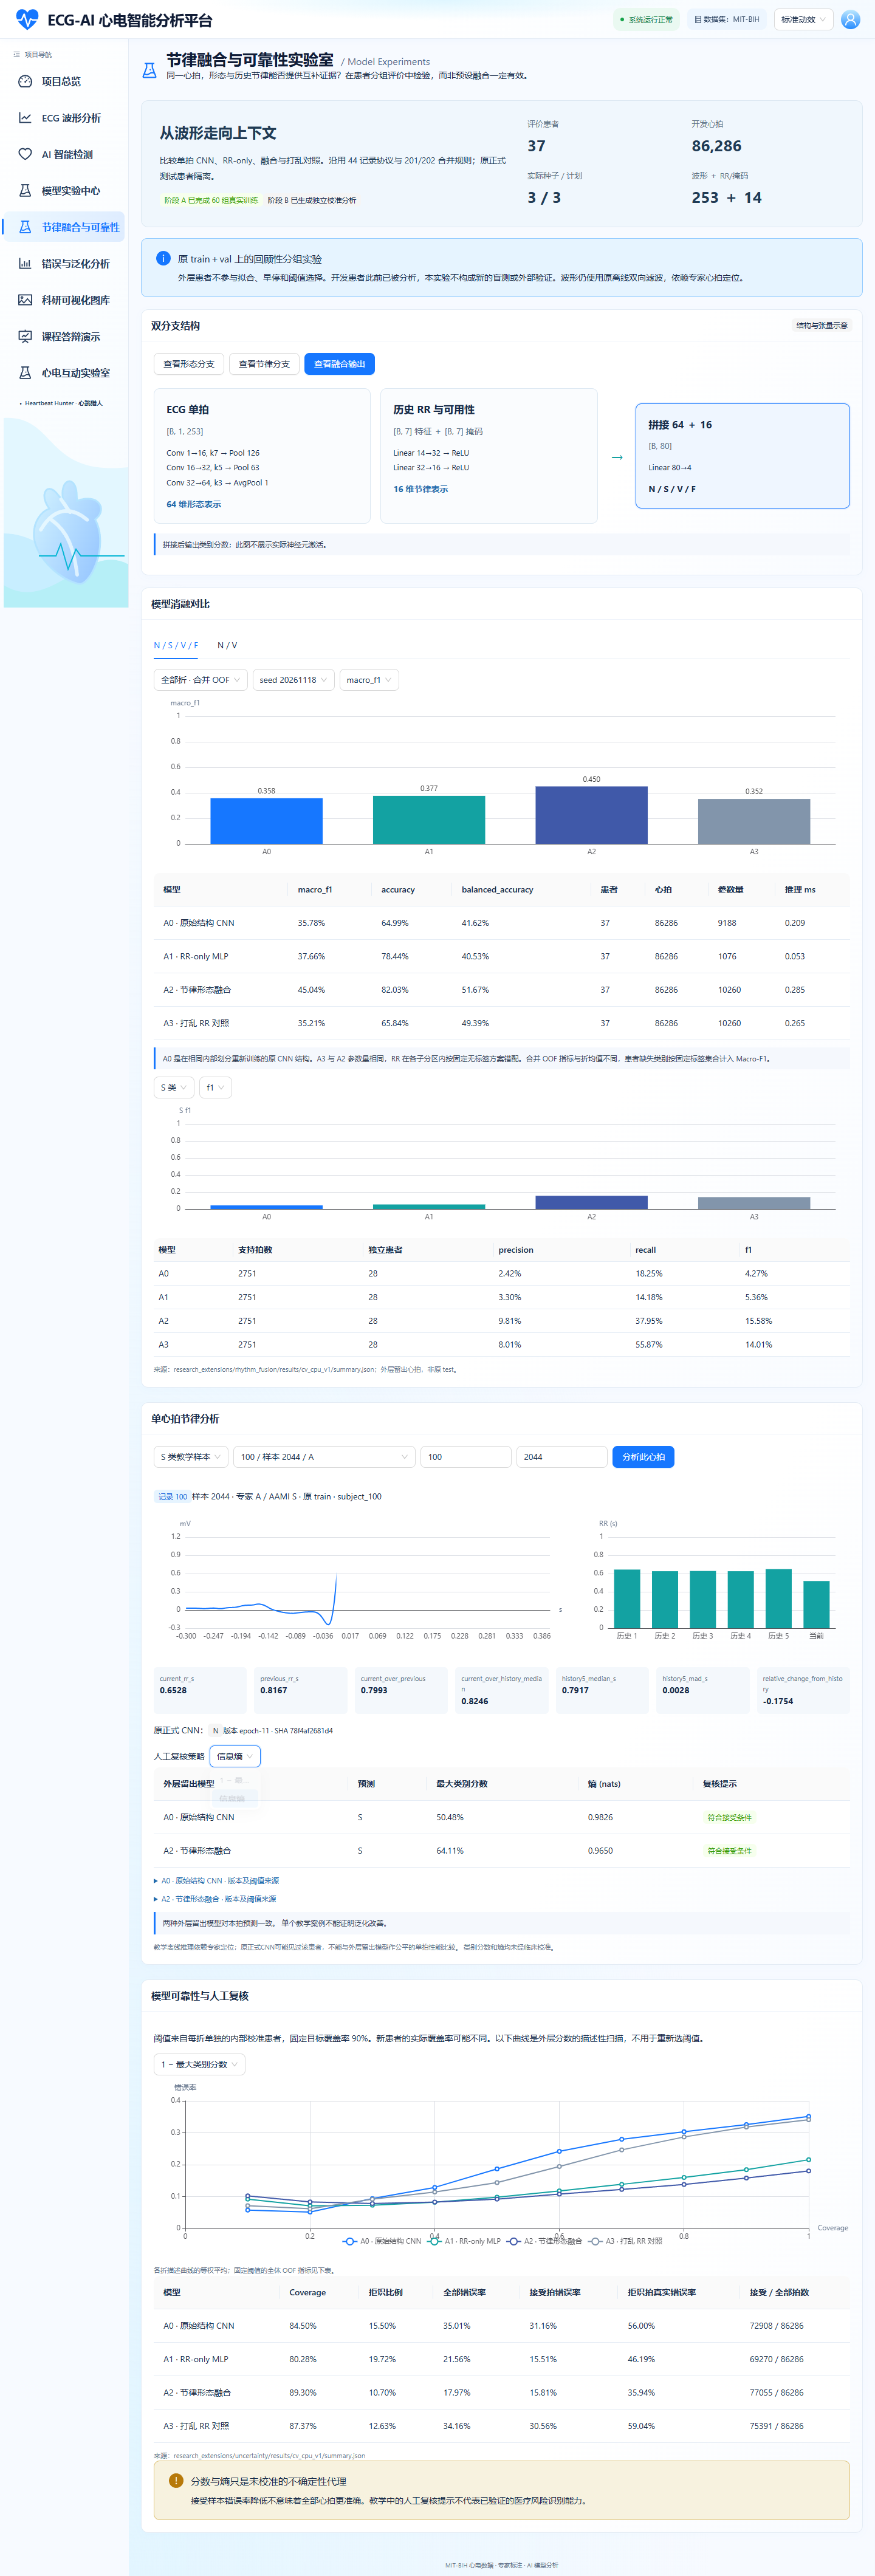 ECG-AI 心电智能分析平台
系统运行正常
数据集：MIT-BIH
标准动效
项目导航
项目总览
ECG 波形分析
AI 智能检测
模型实验中心
节律融合与可靠性
错误与泛化分析
科研可视化图库
课程答辩演示
心电互动实验室
• Heartbeat Hunter · 心跳猎人
节律融合与可靠性实验室 / Model Experiments
同一心拍，形态与历史节律能否提供互补证据？在患者分组评价中检验，而非预设融合一定有效。
从波形走向上下文
比较单拍 CNN、RR-only、融合与打乱对照。沿用 44 记录协议与 201/202 合并规则；原正式
测试患者隔离。
阶段 A 已完成 60 组真实训练 阶段 B 已生成独立校准分析
评价患者
37
开发心拍
86,286
实际种子 / 计划
3 / 3
波形 + RR/掩码
253 + 14
原 train + val 上的回顾性分组实验
外层患者不参与拟合、早停和阈值选择。开发患者此前已被分析，本实验不构成新的盲测或外部验证。波形仍使用原离线双向滤波，依赖专家心拍定位。
双分支结构
结构与张量示意
查看形态分支
查看节律分支
查看融合输出
ECG 单拍
[B, 1, 253]
Conv 1→16, k7 → Pool 126
Conv 16→32, k5 → Pool 63
Conv 32→64, k3 → AvgPool 1
64 维形态表示
历史 RR 与可用性
[B, 7] 特征 + [B, 7] 掩码
Linear 14→32 → ReLU
Linear 32→16 → ReLU
16 维节律表示
→
拼接 64 + 16
[B, 80]
Linear 80→4
N / S / V / F
拼接后输出类别分数；此图不展示实际神经元激活。
模型消融对比
N / S / V / F
N / V
全部折 · 合并 OOF
seed 20261118
macro_f1
macro_f1
1
0.8
0.6
0.4
0.2
0
0.358
0.377
0.450
0.352
A0
A1
A2
A3
模型 macro_f1 accuracy balanced_accuracy 患者 心拍 参数量 推理 ms
A0 · 原始结构 CNN 35.78% 64.99% 41.62% 37 86286 9188 0.209
A1 · RR-only MLP 37.66% 78.44% 40.53% 37 86286 1076 0.053
A2 · 节律形态融合 45.04% 82.03% 51.67% 37 86286 10260 0.285
A3 · 打乱 RR 对照 35.21% 65.84% 49.39% 37 86286 10260 0.265
A0 是在相同内部划分重新训练的原 CNN 结构。A3 与 A2 参数量相同，RR 在各子分区内按固定无标签方案错配。合并 OOF 指标与折均值不同，患者缺失类别按固定标签集合计入 Macro-F1。
S 类
f1
S f1
1
0.8
0.6
0.4
0.2
0
A0
A1
A2
A3
模型 支持拍数 独立患者 precision recall f1
A0 2751 28 2.42% 18.25% 4.27%
A1 2751 28 3.30% 14.18% 5.36%
A2 2751 28 9.81% 37.95% 15.58%
A3 2751 28 8.01% 55.87% 14.01%
来源：research_extensions/rhythm_fusion/results/cv_cpu_v1/summary.json；外层留出心拍，非原 test。
单心拍节律分析
S 类教学样本
100 / 样本 2044 / A
100
2044
分析此心拍
记录 100 样本 2044 · 专家 A / AAMI S · 原 train · subject_100
mV
1.2
0.9
0.6
0.3
0
-0.3
s
-0.300 -0.247 -0.194 -0.142 -0.089 -0.036 0.017 0.069 0.122 0.175 0.228 0.281 0.333 0.386
RR (s)
1
0.8
0.6
0.4
0.2
0
历史 1 历史 2 历史 3 历史 4 历史 5 当前
current_rr_s
0.6528
previous_rr_s
0.8167
current_over_previous
0.7993
current_over_history_media
n
0.8246
history5_median_s
0.7917
history5_mad_s
0.0028
relative_change_from_histo
ry
-0.1754
原正式 CNN： N 版本 epoch-11 · SHA 78f4af2681d4
人工复核策略 信息熵
外层留出模型 预测 最大类别分数 熵 (nats) 复核提示
A0 · 原始结构 CNN S 50.48% 0.9826 符合接受条件
A2 · 节律形态融合 S 64.11% 0.9650 符合接受条件
A0 · 原始结构 CNN · 版本及阈值来源
A2 · 节律形态融合 · 版本及阈值来源
两种外层留出模型对本拍预测一致。 单个教学案例不能证明泛化改善。
教学离线推理依赖专家定位；原正式CNN可能见过该患者，不能与外层留出模型作公平的单拍性能比较。 类别分数和熵均未经临床校准。
模型可靠性与人工复核
阈值来自每折单独的内部校准患者，固定目标覆盖率 90%。新患者的实际覆盖率可能不同。以下曲线是外层分数的描述性扫描，不用于重新选阈值。
1 − 最大类别分数
错误率
0.4
0.3
0.2
0.1
0
0 0.2 0.4 0.6 0.8 1
Coverage
A0 · 原始结构 CNN A1 · RR-only MLP A2 · 节律形态融合 A3 · 打乱 RR 对照
各折描述曲线的等权平均；固定阈值的全体 OOF 指标见下表。
模型 Coverage 拒识比例 全部错误率 接受拍错误率 拒识拍真实错误率 接受 / 全部拍数
A0 · 原始结构 CNN 84.50% 15.50% 35.01% 31.16% 56.00% 72908 / 86286
A1 · RR-only MLP 80.28% 19.72% 21.56% 15.51% 46.19% 69270 / 86286
A2 · 节律形态融合 89.30% 10.70% 17.97% 15.81% 35.94% 77055 / 86286
A3 · 打乱 RR 对照 87.37% 12.63% 34.16% 30.56% 59.04% 75391 / 86286
来源：research_extensions/uncertainty/results/cv_cpu_v1/summary.json
分数与熵只是未校准的不确定性代理
接受样本错误率降低不意味着全部心拍更准确。教学中的人工复核提示不代表已验证的医疗风险识别能力。
MIT-BIH 心电数据 · 专家标注 · AI 模型分析